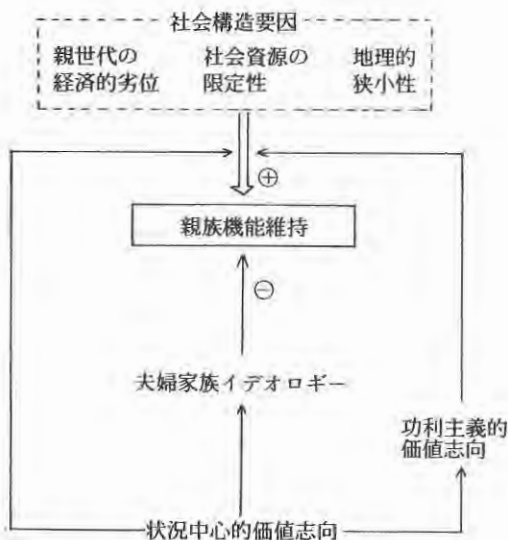 社会構造要因
親世代の 社会資源の 地理的
経済的劣位 限定性 狭小性
⊕
親族機能維持
⊖
夫婦家族イデオロギー
功利主義的
価値志向
状況中心的価値志向